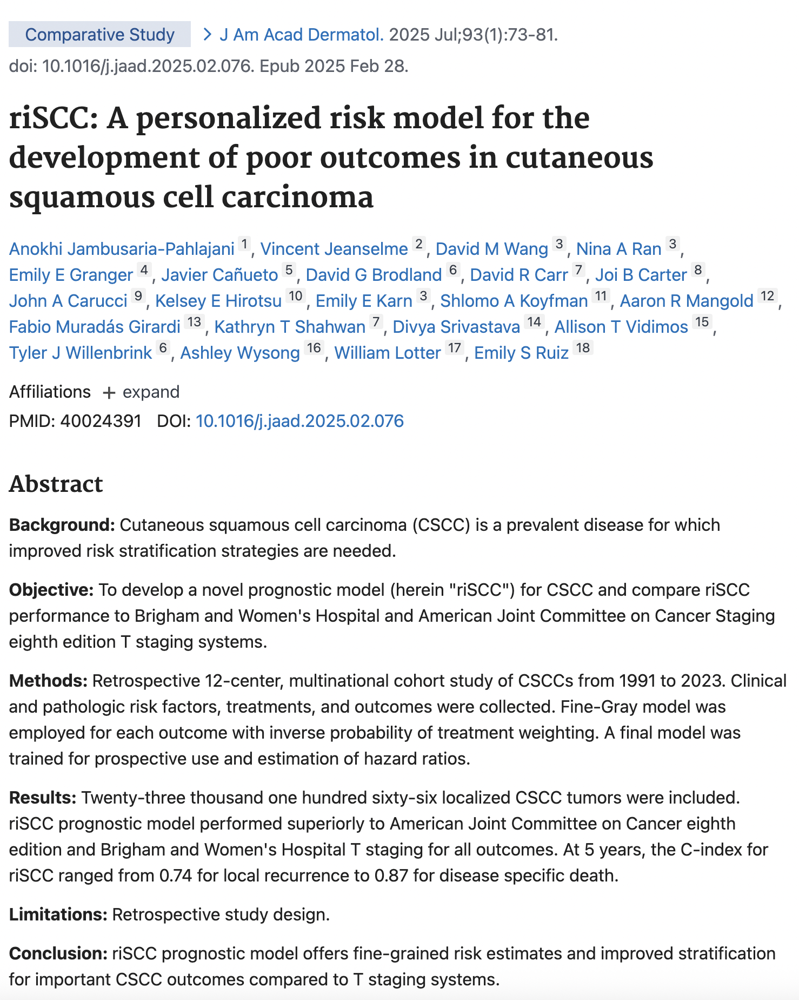 Comparative Study > J Am Acad Dermatol. 2025 Jul;93(1):73-81.
doi: 10.1016/j.jaad.2025.02.076. Epub 2025 Feb 28.
riSCC: A personalized risk model for the
development of poor outcomes in cutaneous
squamous cell carcinoma
Anokhi Jambusaria-Pahlajani 1, Vincent Jeanselme 2, David M Wang 3, Nina A Ran 3,
Emily E Granger 4, Javier Cañueto 5, David G Brodland 6, David R Carr 7, Joi B Carter 8,
John A Carucci 9, Kelsey E Hirotsu 10, Emily E Karn 3, Shlomo A Koyfman 11, Aaron R Mangold 12,
Fabio Muradás Girardi 13, Kathryn T Shahwan 7, Divya Srivastava 14, Allison T Vidimos 15,
Tyler J Willenbrink 6, Ashley Wysong 16, William Lotter 17, Emily S Ruiz 18
Affiliations + expand
PMID: 40024391 DOI: 10.1016/j.jaad.2025.02.076
Abstract
Background: Cutaneous squamous cell carcinoma (CSCC) is a prevalent disease for which
improved risk stratification strategies are needed.
Objective: To develop a novel prognostic model (herein "riSCC") for CSCC and compare riSCC
performance to Brigham and Women's Hospital and American Joint Committee on Cancer Staging
eighth edition T staging systems.
Methods: Retrospective 12-center, multinational cohort study of CSCCs from 1991 to 2023. Clinical
and pathologic risk factors, treatments, and outcomes were collected. Fine-Gray model was
employed for each outcome with inverse probability of treatment weighting. A final model was
trained for prospective use and estimation of hazard ratios.
Results: Twenty-three thousand one hundred sixty-six localized CSCC tumors were included.
riSCC prognostic model performed superiorly to American Joint Committee on Cancer eighth
edition and Brigham and Women's Hospital T staging for all outcomes. At 5 years, the C-index for
riSCC ranged from 0.74 for local recurrence to 0.87 for disease specific death.
Limitations: Retrospective study design.
Conclusion: riSCC prognostic model offers fine-grained risk estimates and improved stratification
for important CSCC outcomes compared to T staging systems.